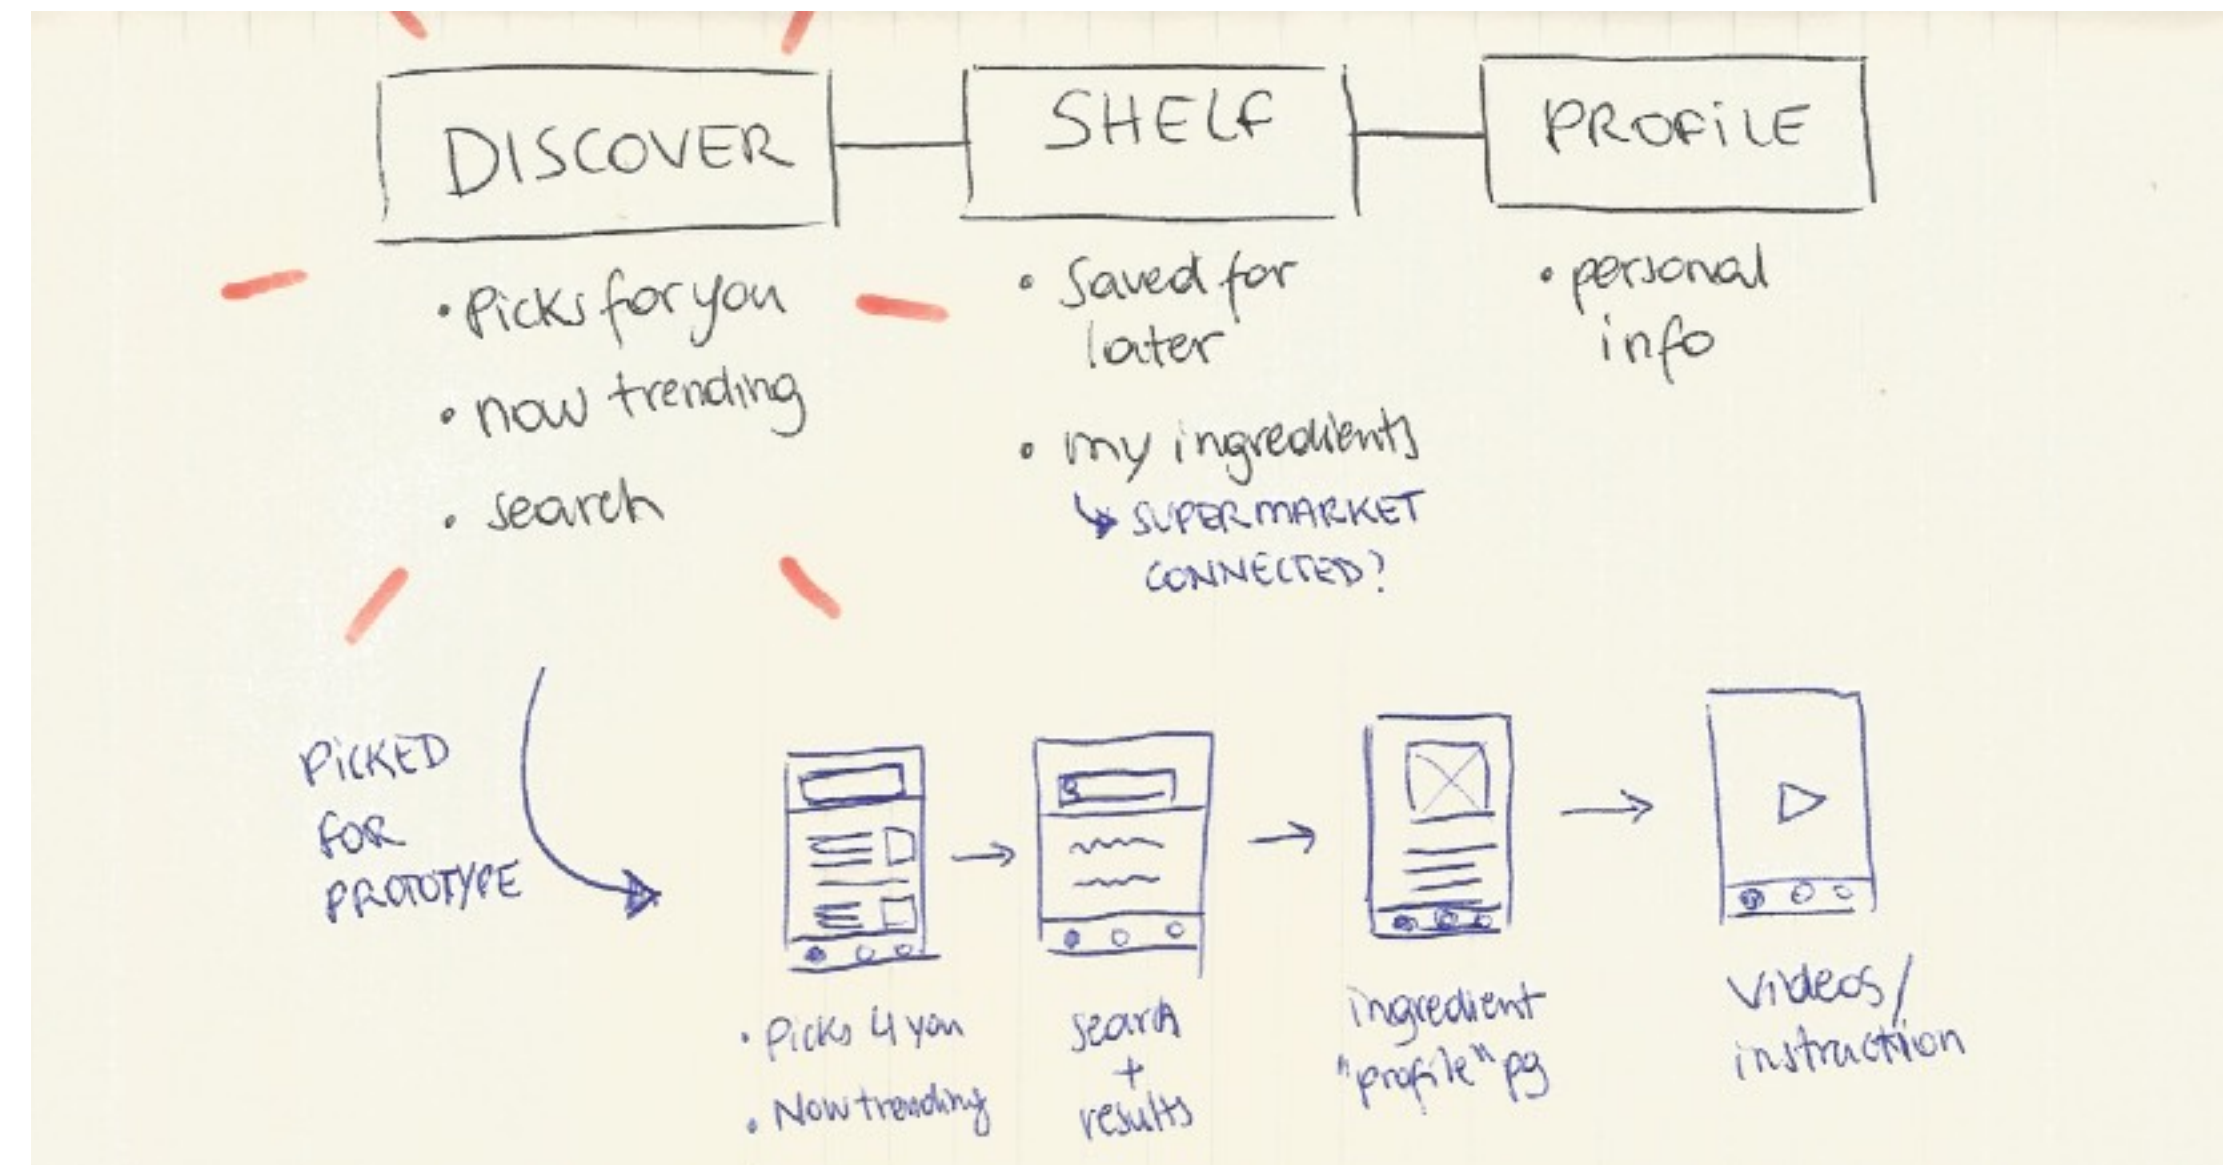 DISCOVER
SHELF
PROFILE
• Picks for you
• now trending
• search
• Saved for
later
• my ingredients
↳ SUPERMARKET
CONNECTED?
• personal
info
PICKED
FOR
PROTOTYPE
• Picks 4 you
• Now trending
search
+
results
ingredient
"profile" pg
Videos/
instruction